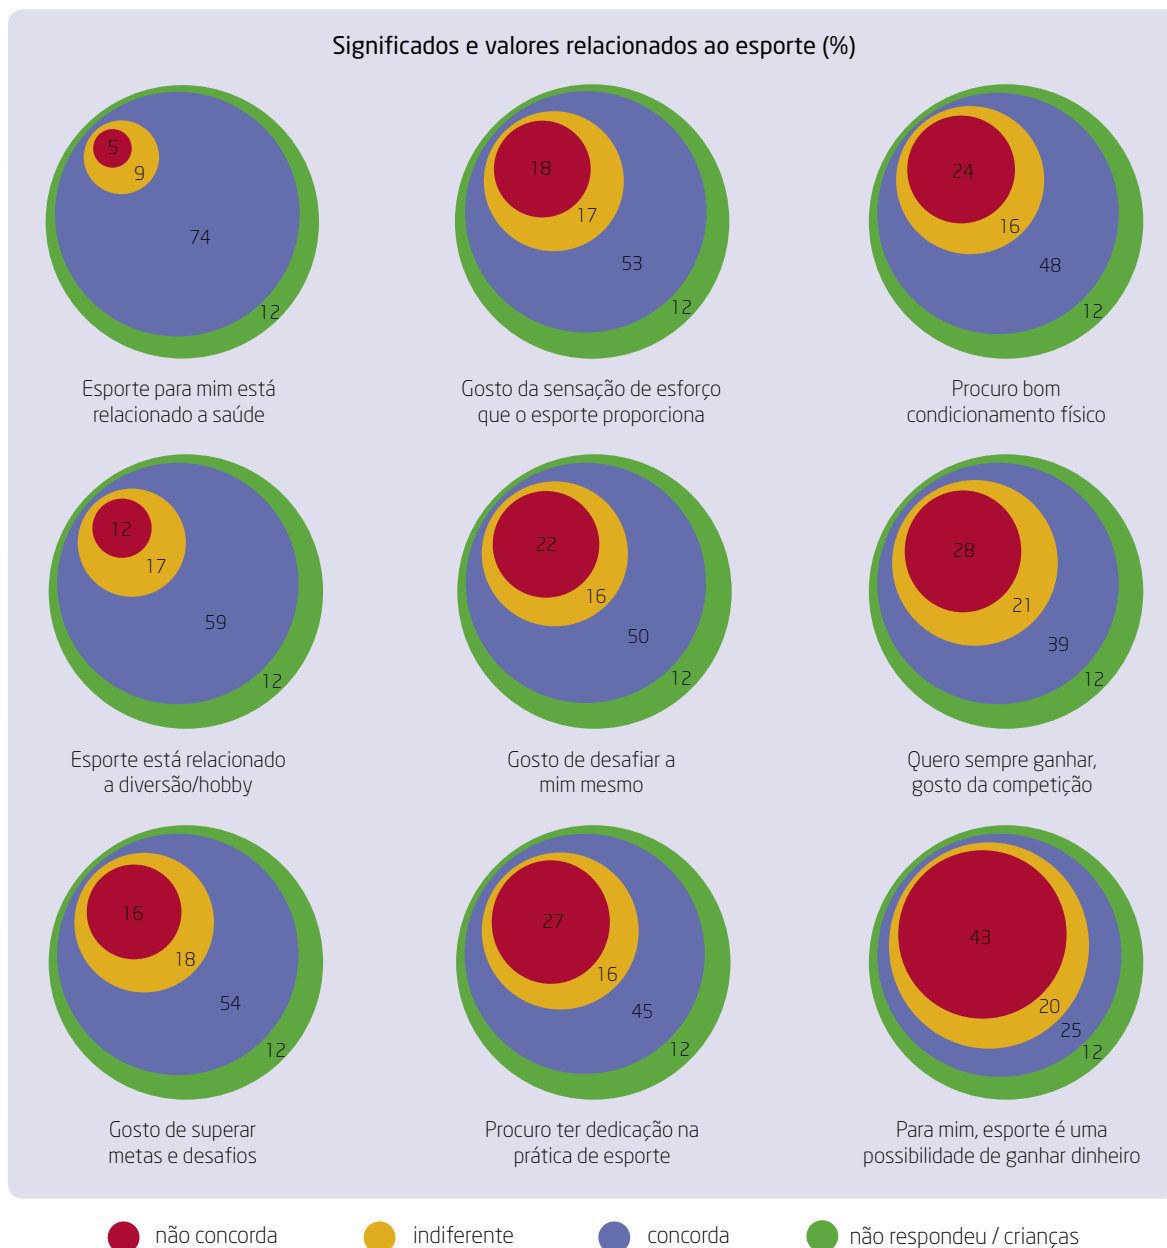 Significados e valores relacionados ao esporte (%)
5
9
74
12
Esporte para mim está
relacionado a saúde
18
17
53
12
Gosto da sensação de esforço
que o esporte proporciona
24
16
48
12
Procuro bom
condicionamento físico
12
17
59
12
Esporte está relacionado
a diversão/hobby
22
16
50
12
Gosto de desafiar a
mim mesmo
28
21
39
12
Quero sempre ganhar,
gosto da competição
16
18
54
12
Gosto de superar
metas e desafios
27
16
45
12
Procuro ter dedicação na
prática de esporte
43
20
25
12
Para mim, esporte é uma
possibilidade de ganhar dinheiro
não concorda
indiferente
concorda
não respondeu / crianças